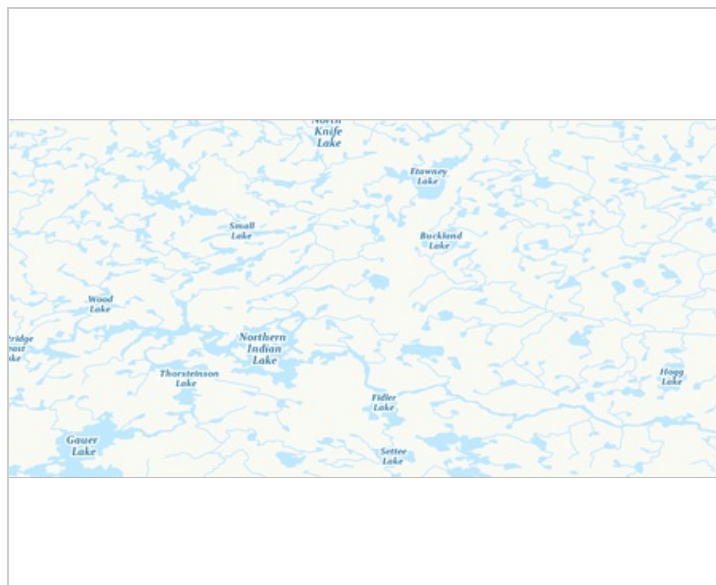 North
Knife
Lake
Etawney
Lake
Small
Lake
Buckland
Lake
Wood
Lake
Northern
Indian
Lake
Thorsteinson
Lake
Hogg
Lake
Fidler
Lake
Gauer
Lake
Settee
Lake